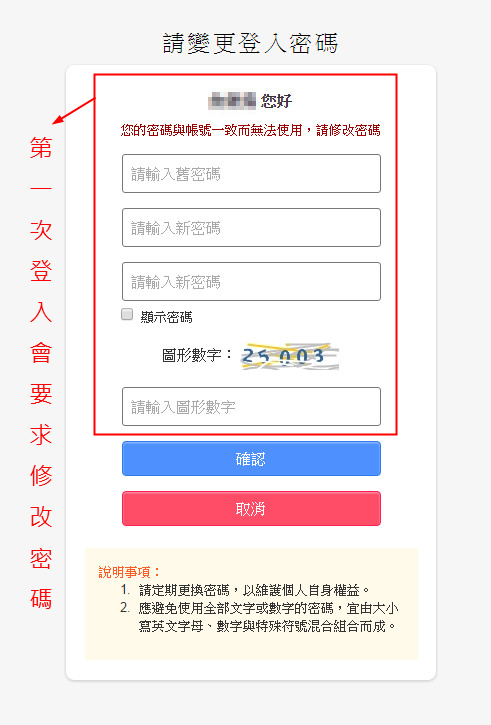 請變更登入密碼
您好
您的密碼與帳號一致而無法使用，請修改密碼
請輸入舊密碼
請輸入新密碼
請輸入新密碼
顯示密碼
圖形數字： 25003
請輸入圖形數字
確認
取消
說明事項：
1. 請定期更換密碼，以維護個人自身權益。
2. 應避免使用全部文字或數字的密碼，宜由大小
寫英文字母、數字與特殊符號混合組合而成。
第一次登入會要求修改密碼